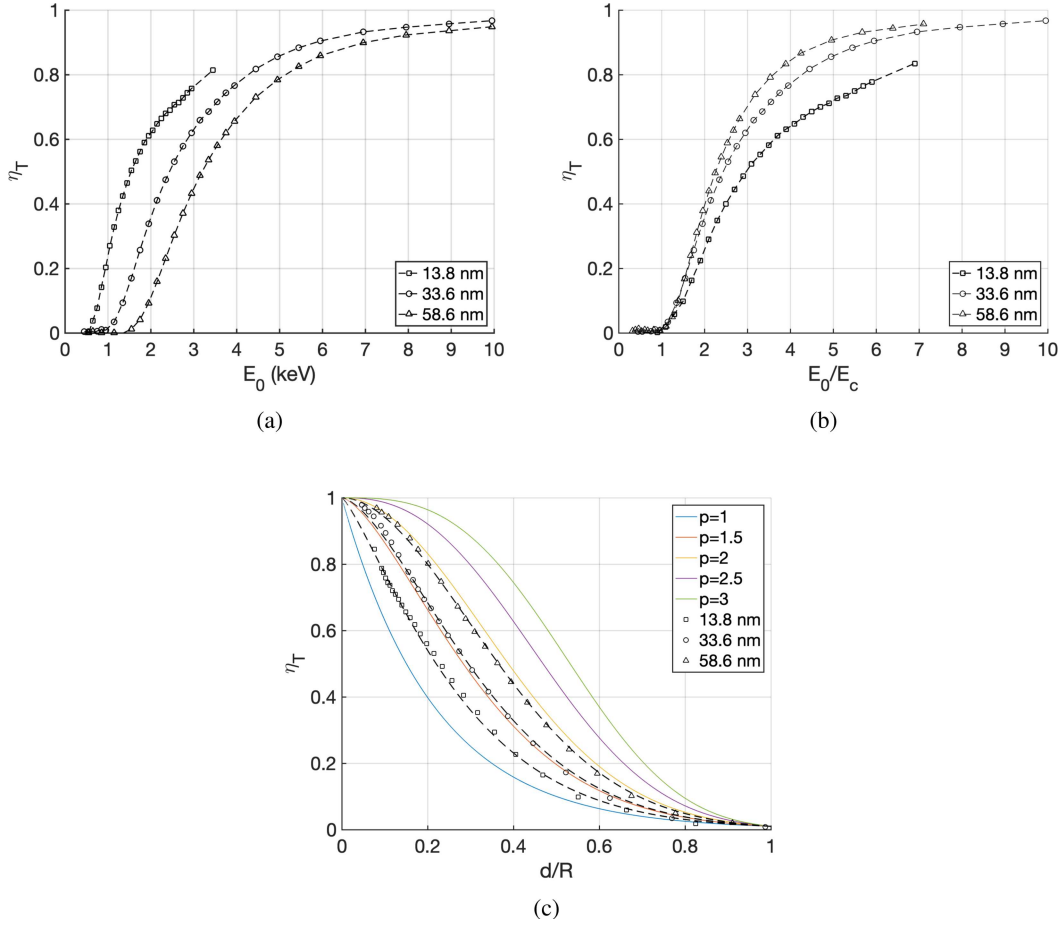 η_T
1
0.8
0.6
0.4
0.2
0
0 1 2 3 4 5 6 7 8 9 10
E_0 (keV)
13.8 nm
33.6 nm
58.6 nm
(a)
η_T
1
0.8
0.6
0.4
0.2
0
0 1 2 3 4 5 6 7 8 9 10
E_0/E_c
13.8 nm
33.6 nm
58.6 nm
(b)
η_T
1
0.8
0.6
0.4
0.2
0
0 0.2 0.4 0.6 0.8 1
d/R
p=1
p=1.5
p=2
p=2.5
p=3
13.8 nm
33.6 nm
58.6 nm
(c)